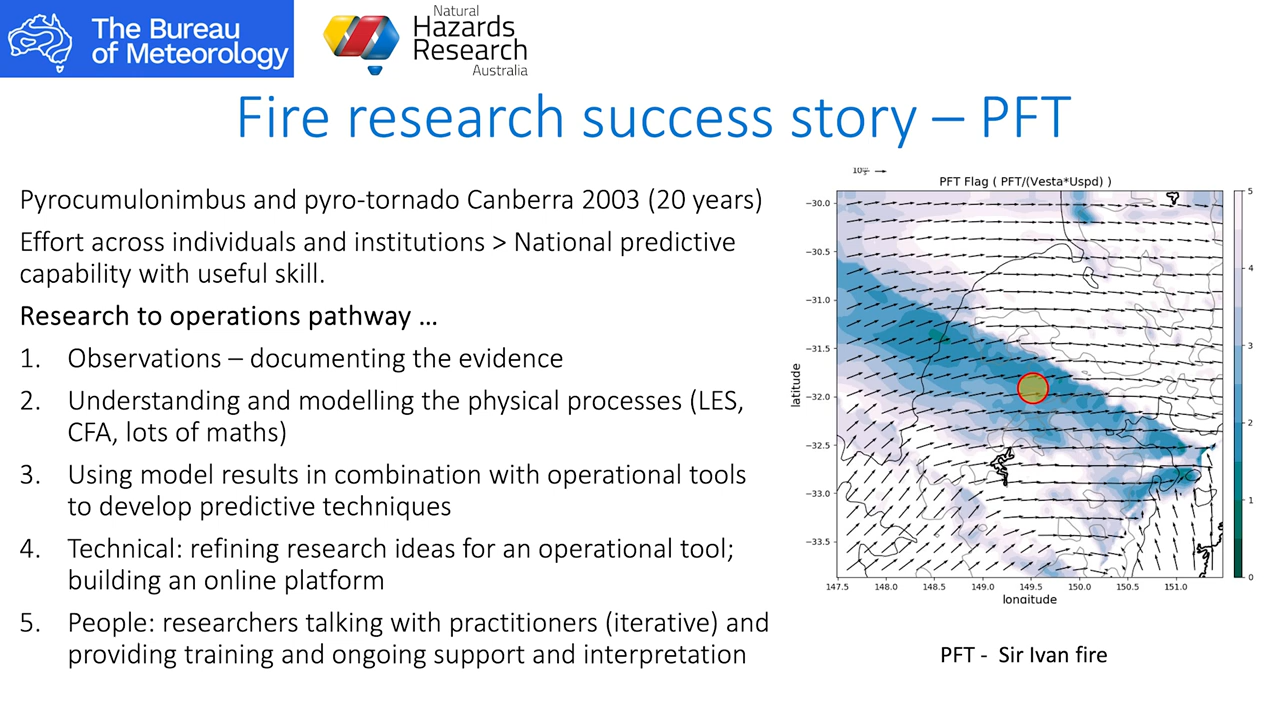 The Bureau
of Meteorology
Natural
Hazards
Research
Australia
Fire research success story – PFT
Pyrocumulonimbus and pyro-tornado Canberra 2003 (20 years)
Effort across individuals and institutions > National predictive
capability with useful skill.
Research to operations pathway ...
1. Observations – documenting the evidence
2. Understanding and modelling the physical processes (LES,
CFA, lots of maths)
3. Using model results in combination with operational tools
to develop predictive techniques
4. Technical: refining research ideas for an operational tool;
building an online platform
5. People: researchers talking with practitioners (iterative) and
providing training and ongoing support and interpretation
PFT Flag ( PFT/(Vesta*Uspd) )
latitude
−30.0
−30.5
−31.0
−31.5
−32.0
−32.5
−33.0
−33.5
147.5 148.0 148.5 149.0 149.5 150.0 150.5 151.0
longitude
5
4
3
2
1
0
PFT - Sir Ivan fire